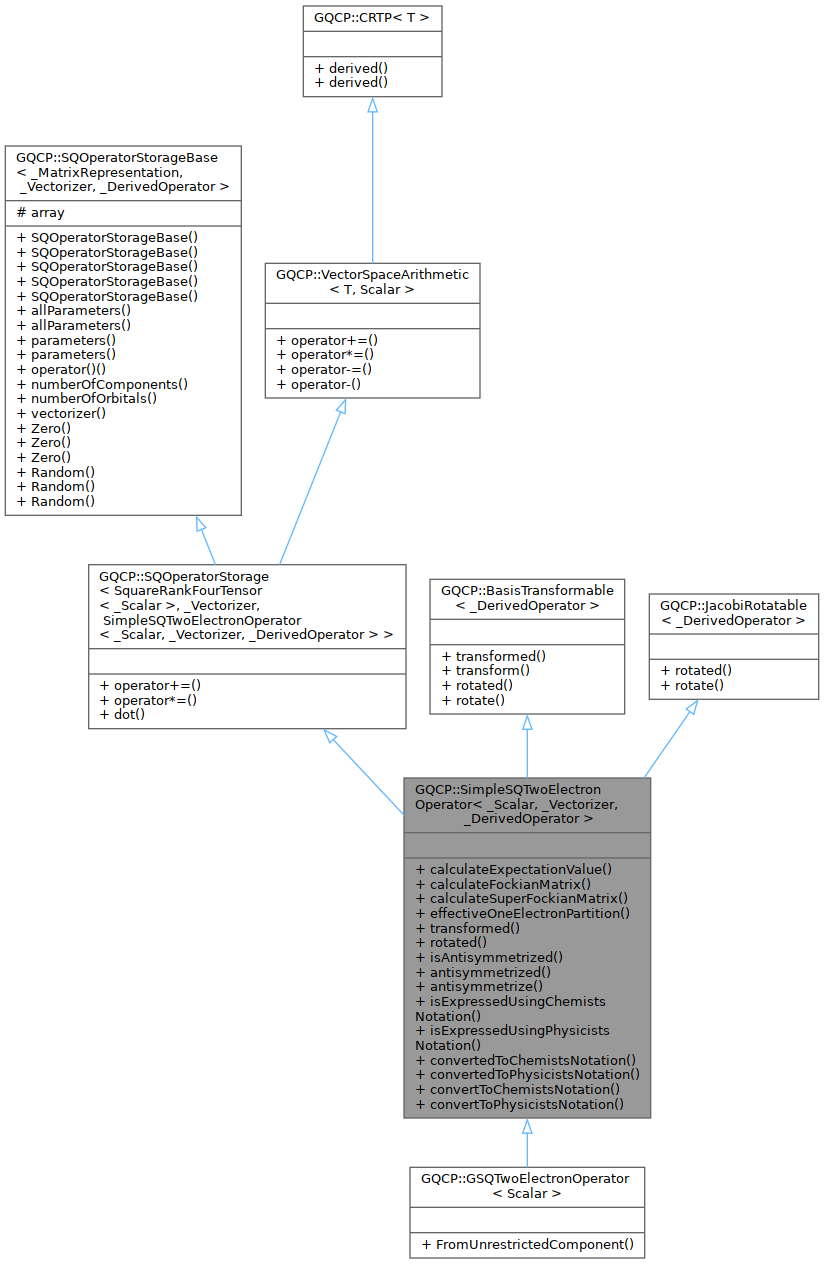 GQCP::CRTP< T >
+ derived()
+ derived()
GQCP::SQOperatorStorageBase
< _MatrixRepresentation,
_Vectorizer, _DerivedOperator >
# array
+ SQOperatorStorageBase()
+ SQOperatorStorageBase()
+ SQOperatorStorageBase()
+ SQOperatorStorageBase()
+ SQOperatorStorageBase()
+ allParameters()
+ allParameters()
+ parameters()
+ parameters()
+ operator()()
+ numberOfComponents()
+ numberOfOrbitals()
+ vectorizer()
+ Zero()
+ Zero()
+ Zero()
+ Random()
+ Random()
+ Random()
GQCP::VectorSpaceArithmetic
< T, Scalar >
+ operator+=()
+ operator*=()
+ operator-=()
+ operator-()
GQCP::SQOperatorStorage
< SquareRankFourTensor
< _Scalar >, _Vectorizer,
SimpleSQTwoElectronOperator
< _Scalar, _Vectorizer, _DerivedOperator > >
+ operator+=()
+ operator*=()
+ dot()
GQCP::BasisTransformable
< _DerivedOperator >
+ transformed()
+ transform()
+ rotated()
+ rotate()
GQCP::JacobiRotatable
< _DerivedOperator >
+ rotated()
+ rotate()
GQCP::SimpleSQTwoElectron
Operator< _Scalar, _Vectorizer,
_DerivedOperator >
+ calculateExpectationValue()
+ calculateFockianMatrix()
+ calculateSuperFockianMatrix()
+ effectiveOneElectronPartition()
+ transformed()
+ rotated()
+ isAntisymmetrized()
+ antisymmetrized()
+ antisymmetrize()
+ isExpressedUsingChemists
Notation()
+ isExpressedUsingPhysicists
Notation()
+ convertedToChemistsNotation()
+ convertedToPhysicistsNotation()
+ convertToChemistsNotation()
+ convertToPhysicistsNotation()
GQCP::GSQTwoElectronOperator
< Scalar >
+ FromUnrestrictedComponent()